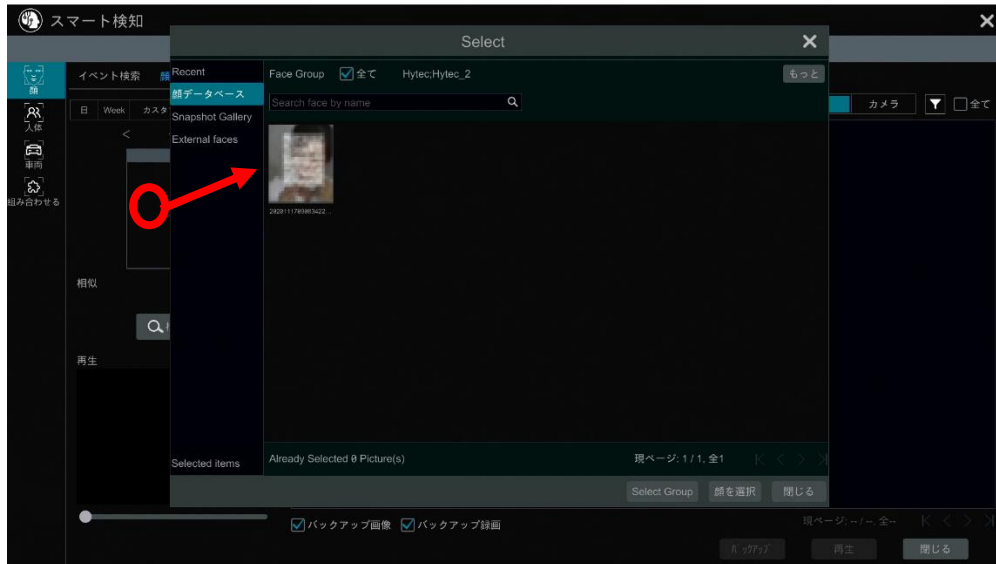 スマート検知
Select
顔
人体
車両
組み合わせる
イベント検索
日 Week
相似
再生
Recent
顔データベース
Snapshot Gallery
External faces
Selected items
Face Group 全て Hytec;Hytec_2 もっと
Search face by name
Already Selected 0 Picture(s) 現ページ: 1 / 1, 全1
Select Group 顔を選択 閉じる
カメラ 全て
バックアップ画像 バックアップ録画
現ページ: -- / --, 全--
バックアップ 再生 閉じる